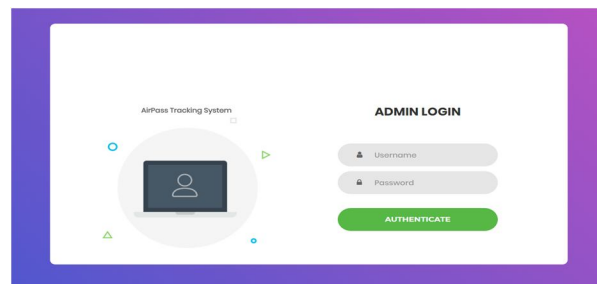 AirPass Tracking System
ADMIN LOGIN
Username
Password
AUTHENTICATE